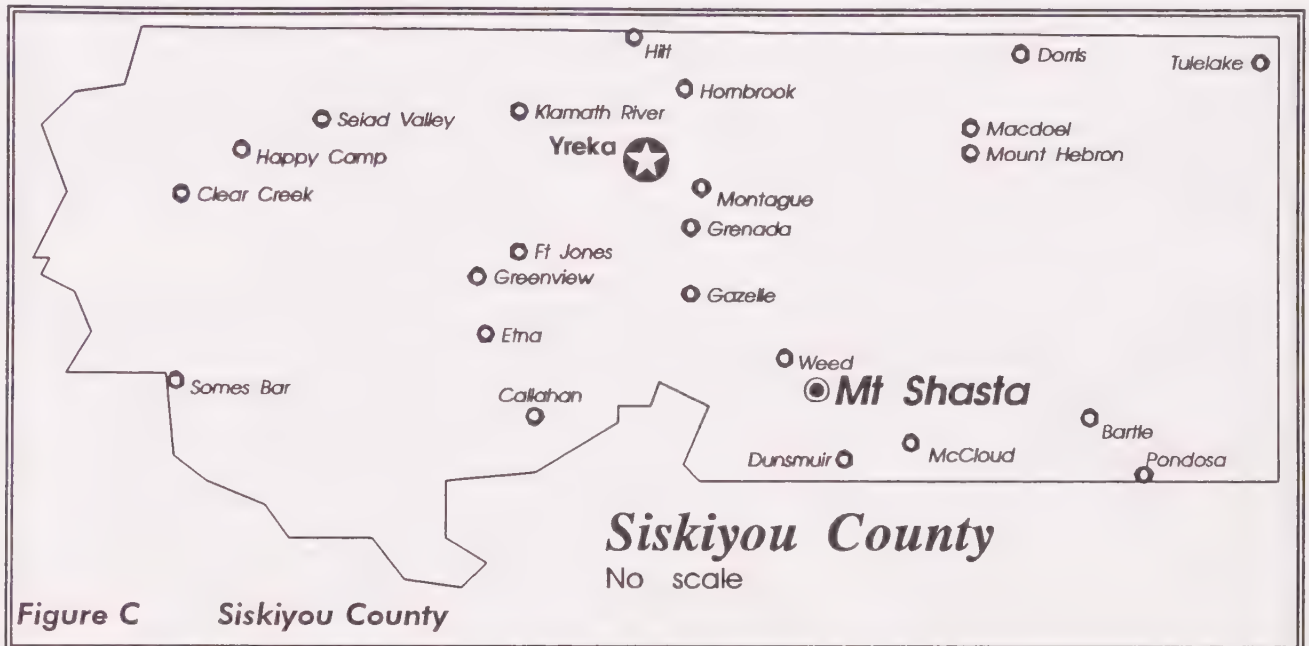 Hilt
Dorris
Tulelake
Hornbrook
Klamath River
Seiad Valley
Macdoel
Yreka
Happy Camp
Mount Hebron
Clear Creek
Montague
Grenada
Ft Jones
Greenview
Gazelle
Etna
Weed
Somes Bar
Mt Shasta
Callahan
Bartle
Dunsmuir
McCloud
Pondosa
Siskiyou County
No scale
Figure C Siskiyou County